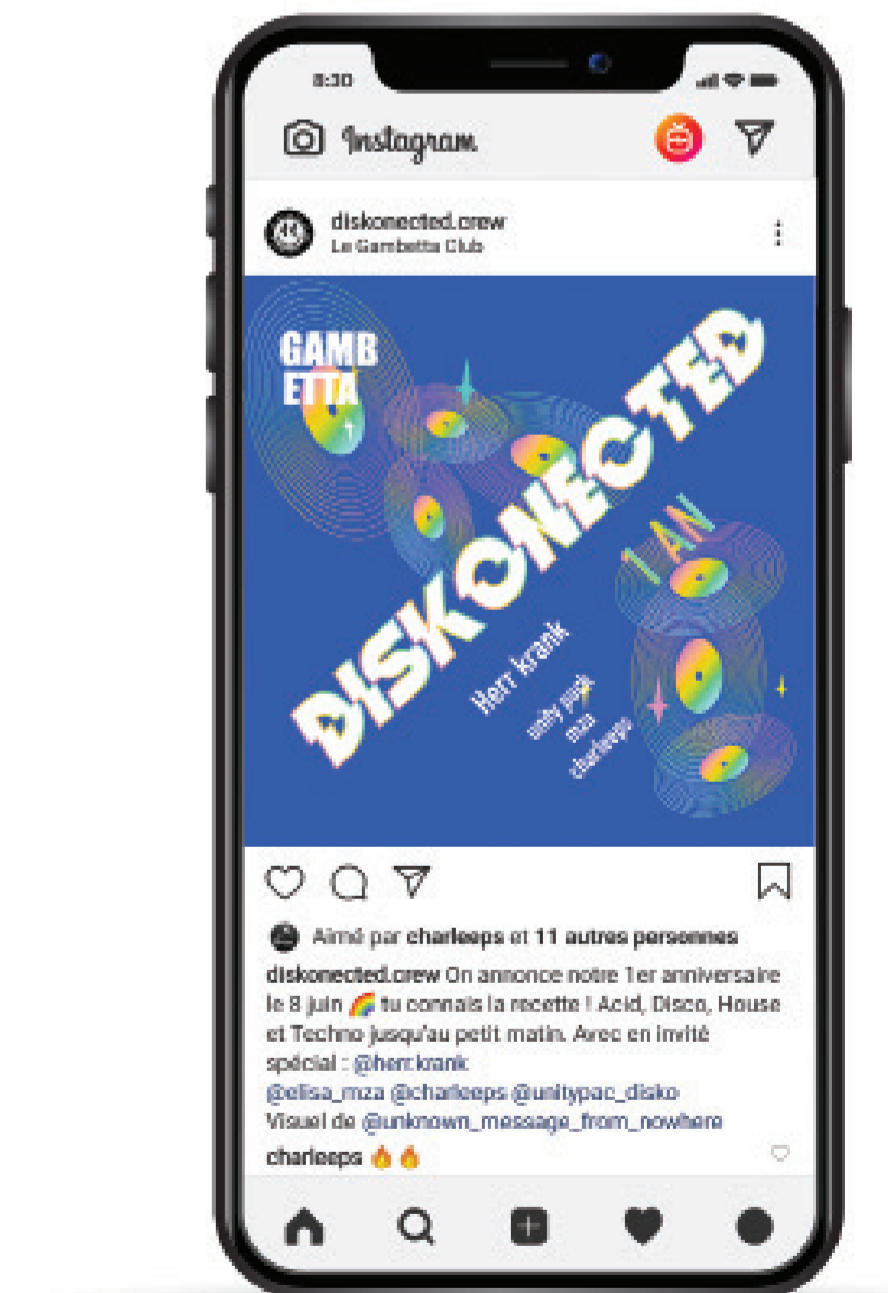 8:30
Instagram
diskonected.crew
Le Gambetta Club
GAMB
ETTA
DISKONECTED
1 AN
Herr krank
unity
mza
charleeps
Aimé par charleeps et 11 autres personnes
diskonected.crew On annonce notre 1er anniversaire
le 8 juin 🌈 tu connais la recette ! Acid, Disco, House
et Techno jusqu'au petit matin. Avec en invité
spécial : @herr.krank
@elisa_mza @charleeps @unitypac_disko
Visuel de @unknown_message_from_nowhere
charleeps 🔥 🔥